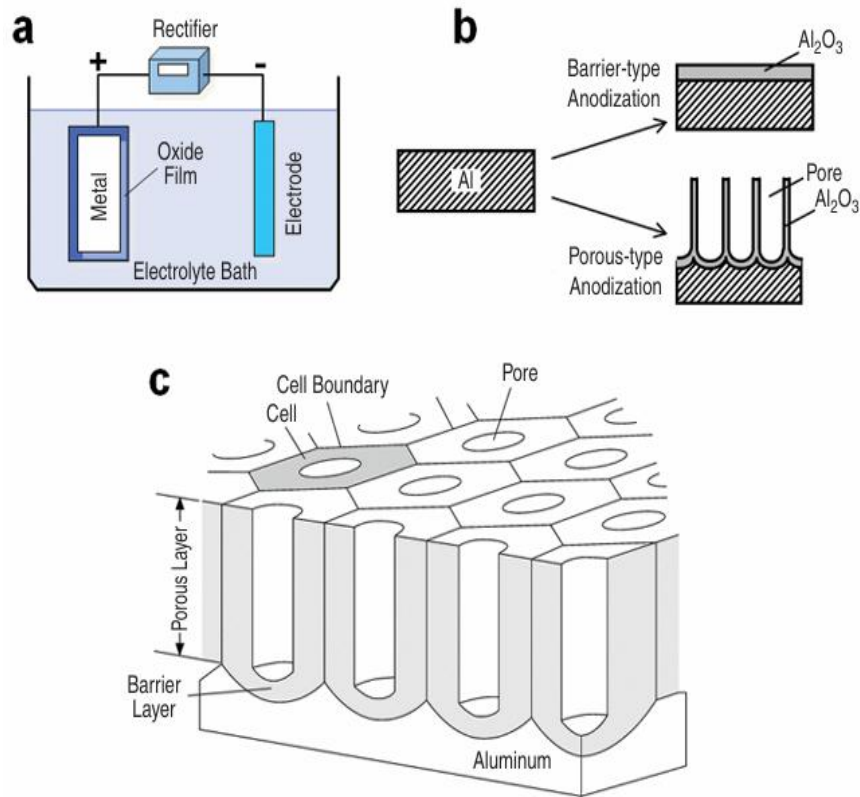 a
Rectifier
+ -
Oxide
Film
Metal
Electrode
Electrolyte Bath
b
Al₂O₃
Barrier-type
Anodization
Al
Pore
Al₂O₃
Porous-type
Anodization
c
Cell Boundary
Pore
Cell
Porous Layer
Barrier
Layer
Aluminum